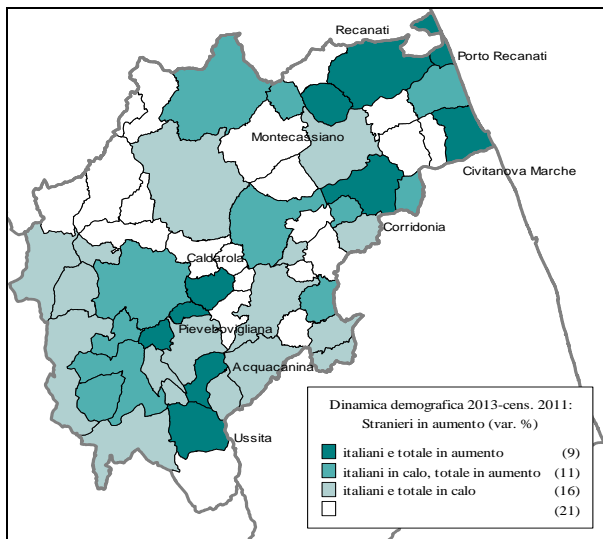 Recanati
Porto Recanati
Montecassiano
Civitanova Marche
Corridonia
Caldarola
Pievebovigliana
Acquacanina
Ussita
Dinamica demografica 2013-cens. 2011:
Stranieri in aumento (var. %)
italiani e totale in aumento (9)
italiani in calo, totale in aumento (11)
italiani e totale in calo (16)
(21)